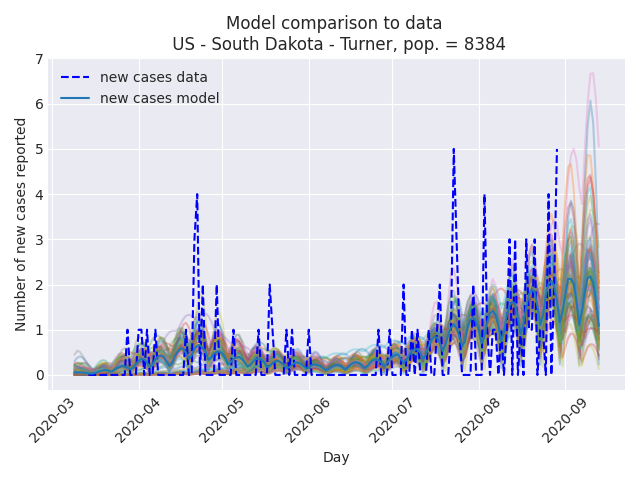 Model comparison to data
US - South Dakota - Turner, pop. = 8384
new cases data
new cases model
Number of new cases reported
7
6
5
4
3
2
1
0
2020-03
2020-04
2020-05
2020-06
2020-07
2020-08
2020-09
Day